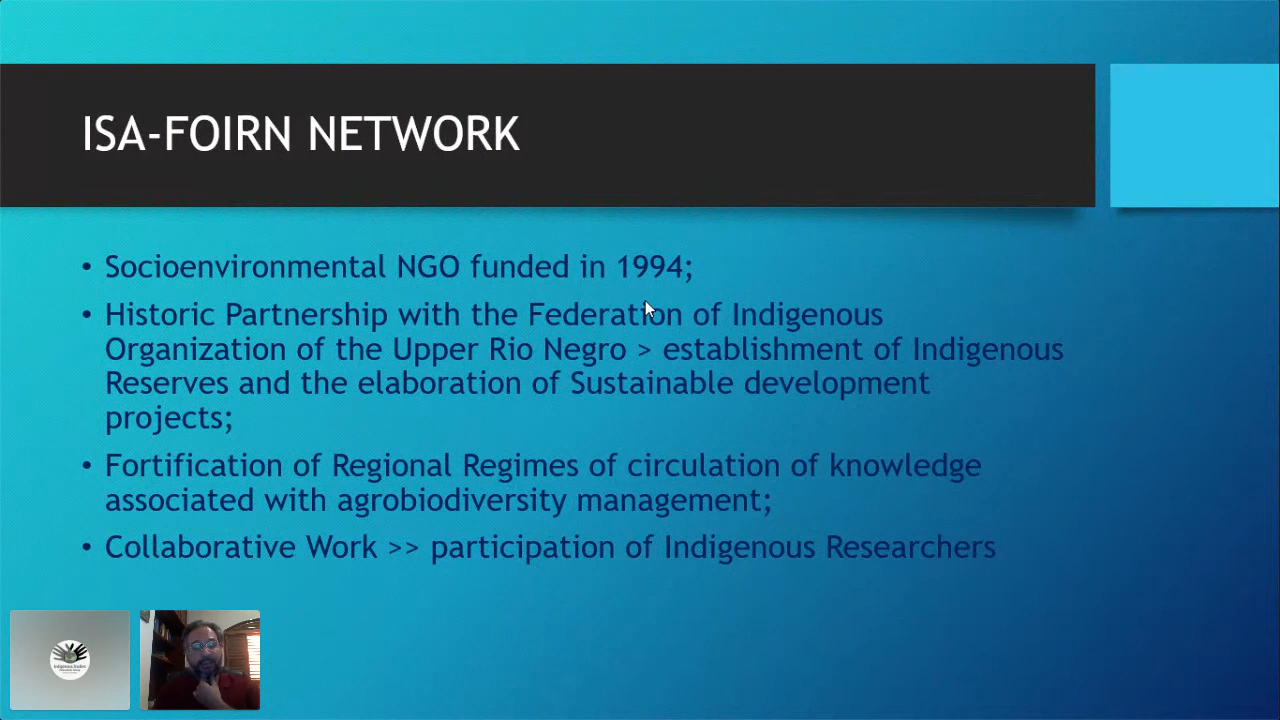 ISA-FOIRN NETWORK
• Socioenvironmental NGO funded in 1994;
• Historic Partnership with the Federation of Indigenous
Organization of the Upper Rio Negro > establishment of Indigenous
Reserves and the elaboration of Sustainable development
projects;
• Fortification of Regional Regimes of circulation of knowledge
associated with agrobiodiversity management;
• Collaborative Work >> participation of Indigenous Researchers